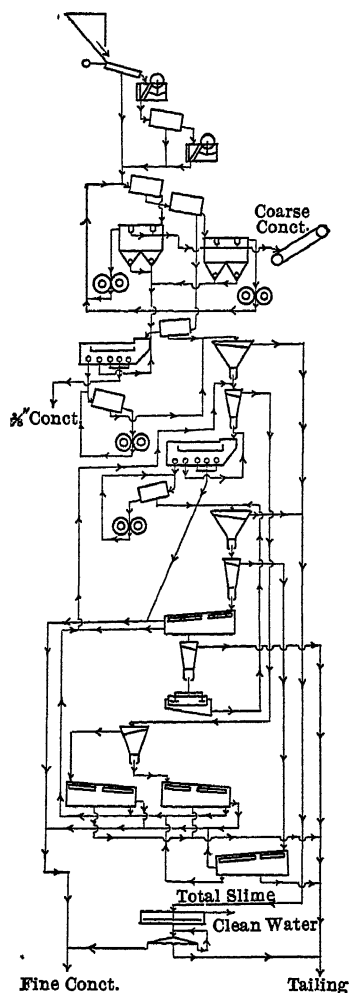 Coarse
Conct.
⅜" Conct.
Total Slime
Clean Water
Fine Conct.
Tailing